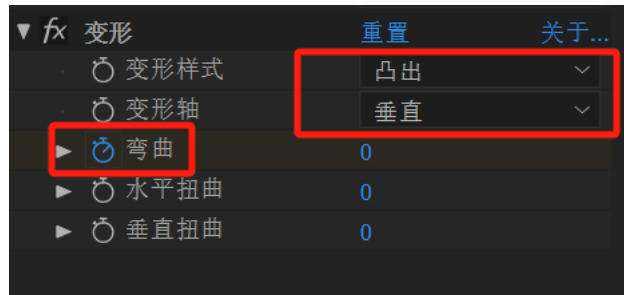 fx 变形 重置 关于...
变形样式 凸出
变形轴 垂直
弯曲 0
水平扭曲 0
垂直扭曲 0